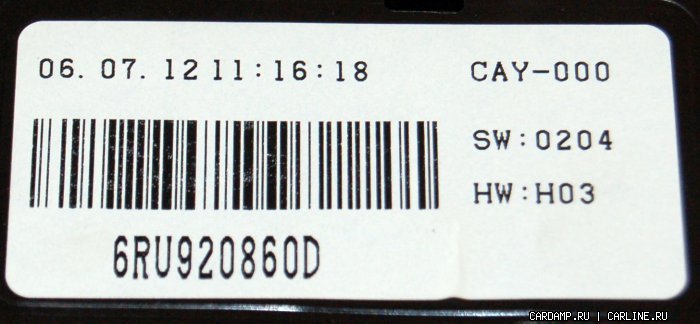 06. 07. 12 11:16:18 CAY-000
SW:0204
HW:H03
6RU920860D
CARDAMP.RU | CARLINE.RU